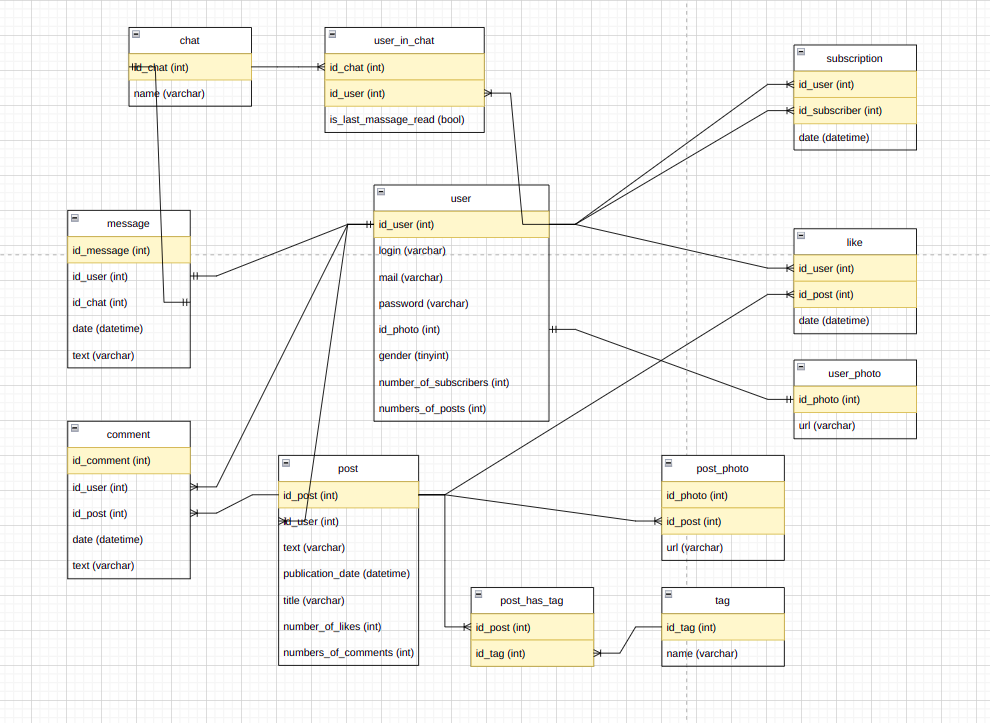 chat
id_chat (int)
name (varchar)
user_in_chat
id_chat (int)
id_user (int)
is_last_massage_read (bool)
subscription
id_user (int)
id_subscriber (int)
date (datetime)
user
id_user (int)
login (varchar)
mail (varchar)
password (varchar)
id_photo (int)
gender (tinyint)
number_of_subscribers (int)
numbers_of_posts (int)
message
id_message (int)
id_user (int)
id_chat (int)
date (datetime)
text (varchar)
like
id_user (int)
id_post (int)
date (datetime)
user_photo
id_photo (int)
url (varchar)
comment
id_comment (int)
id_user (int)
id_post (int)
date (datetime)
text (varchar)
post
id_post (int)
id_user (int)
text (varchar)
publication_date (datetime)
title (varchar)
number_of_likes (int)
numbers_of_comments (int)
post_photo
id_photo (int)
id_post (int)
url (varchar)
post_has_tag
id_post (int)
id_tag (int)
tag
id_tag (int)
name (varchar)